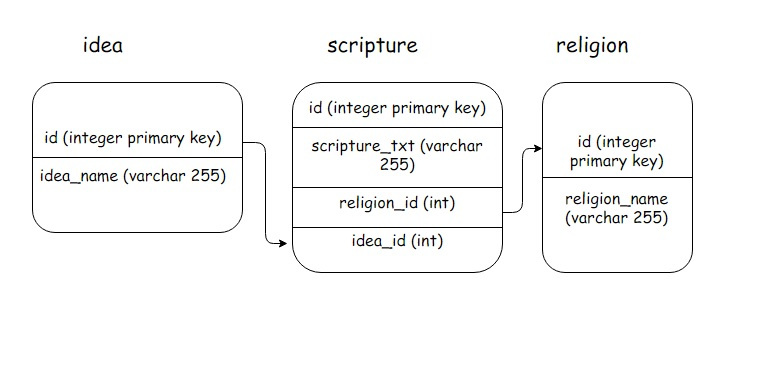 idea
scripture
religion
id (integer primary key)
idea_name (varchar 255)
id (integer primary key)
scripture_txt (varchar
255)
religion_id (int)
idea_id (int)
id (integer
primary key)
religion_name
(varchar 255)